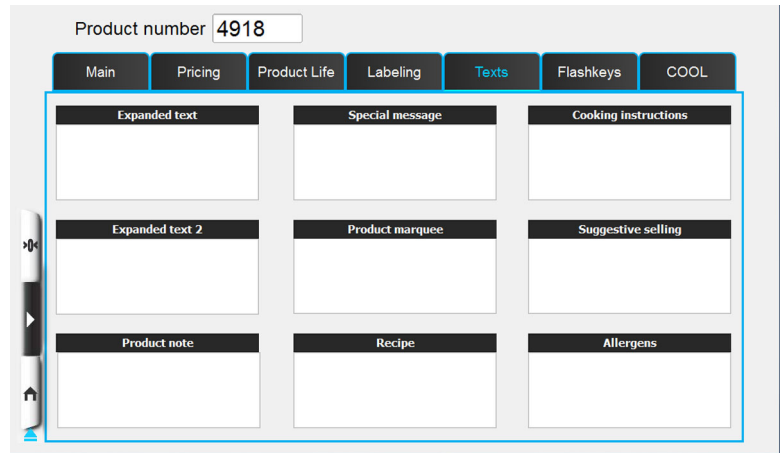 Product number 4918
Main Pricing Product Life Labeling Texts Flashkeys COOL
Expanded text Special message Cooking instructions
>0<
Expanded text 2 Product marquee Suggestive selling
Product note Recipe Allergens